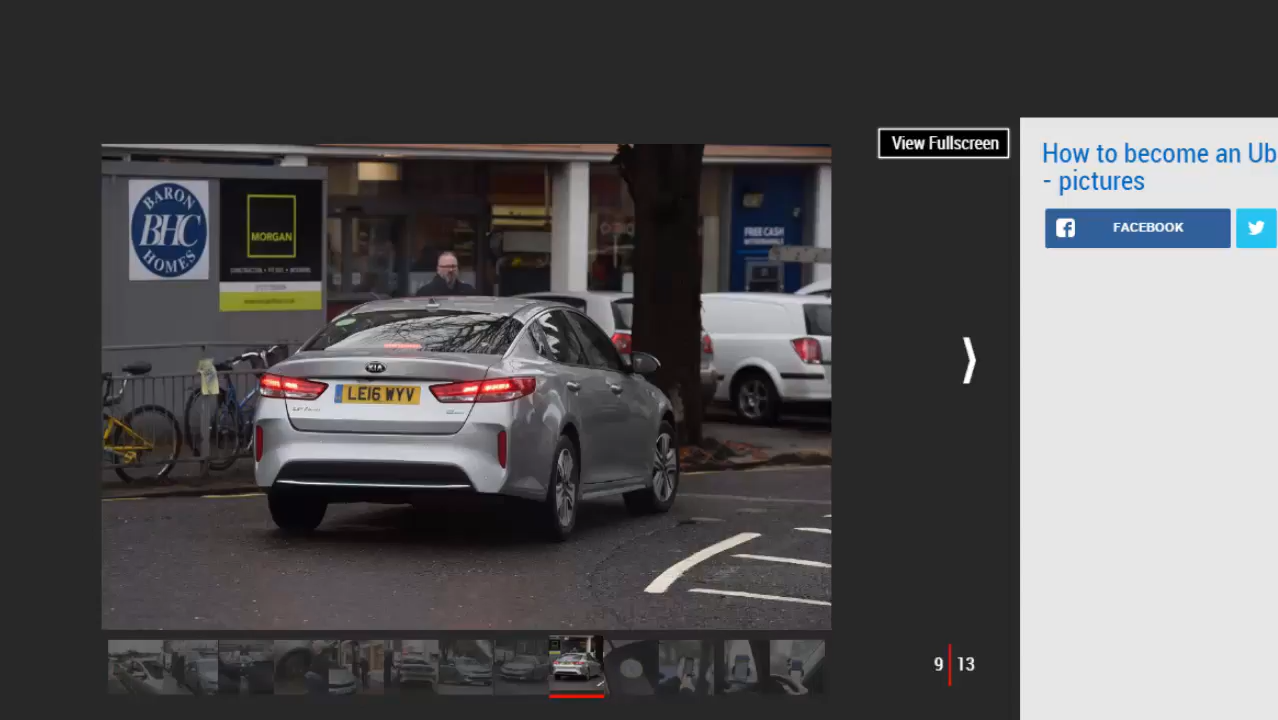 View Fullscreen
How to become an Ub
- pictures
FACEBOOK
BARON
BHC
HOMES
MORGAN
FREE CASH
WITHDRAWALS
KIA
LE16 WYV
9 13